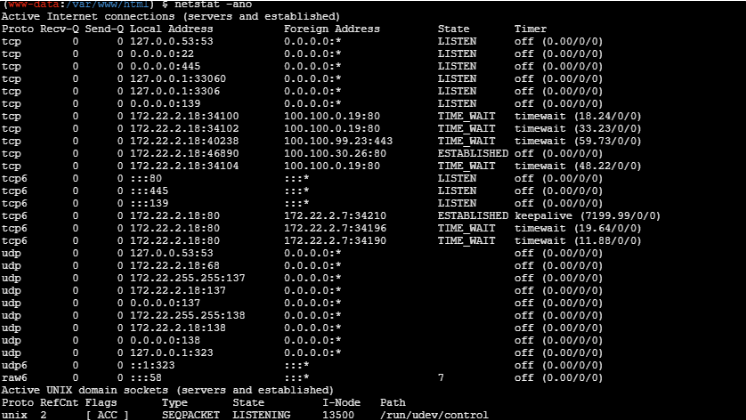 (www-data:/var/www/html) $ netstat -ano
Active Internet connections (servers and established)
Proto Recv-Q Send-Q Local Address           Foreign Address         State       Timer
tcp        0      0 127.0.0.53:53           0.0.0.0:*               LISTEN      off (0.00/0/0)
tcp        0      0 0.0.0.0:22              0.0.0.0:*               LISTEN      off (0.00/0/0)
tcp        0      0 0.0.0.0:445             0.0.0.0:*               LISTEN      off (0.00/0/0)
tcp        0      0 127.0.0.1:33060         0.0.0.0:*               LISTEN      off (0.00/0/0)
tcp        0      0 127.0.0.1:3306          0.0.0.0:*               LISTEN      off (0.00/0/0)
tcp        0      0 0.0.0.0:139             0.0.0.0:*               LISTEN      off (0.00/0/0)
tcp        0      0 172.22.2.18:34100       100.100.0.19:80         TIME_WAIT   timewait (18.24/0/0)
tcp        0      0 172.22.2.18:34102       100.100.0.19:80         TIME_WAIT   timewait (33.23/0/0)
tcp        0      0 172.22.2.18:40238       100.100.99.23:443       TIME_WAIT   timewait (59.73/0/0)
tcp        0      0 172.22.2.18:46890       100.100.30.26:80        ESTABLISHED off (0.00/0/0)
tcp        0      0 172.22.2.18:34104       100.100.0.19:80         TIME_WAIT   timewait (48.22/0/0)
tcp6       0      0 :::80                   :::*                    LISTEN      off (0.00/0/0)
tcp6       0      0 :::445                  :::*                    LISTEN      off (0.00/0/0)
tcp6       0      0 :::139                  :::*                    LISTEN      off (0.00/0/0)
tcp6       0      0 172.22.2.18:80          172.22.2.7:34210        ESTABLISHED keepalive (7199.99/0/0)
tcp6       0      0 172.22.2.18:80          172.22.2.7:34196        TIME_WAIT   timewait (19.64/0/0)
tcp6       0      0 172.22.2.18:80          172.22.2.7:34190        TIME_WAIT   timewait (11.88/0/0)
udp        0      0 127.0.0.53:53           0.0.0.0:*                           off (0.00/0/0)
udp        0      0 172.22.2.18:68          0.0.0.0:*                           off (0.00/0/0)
udp        0      0 172.22.255.255:137      0.0.0.0:*                           off (0.00/0/0)
udp        0      0 172.22.2.18:137         0.0.0.0:*                           off (0.00/0/0)
udp        0      0 0.0.0.0:137             0.0.0.0:*                           off (0.00/0/0)
udp        0      0 172.22.255.255:138      0.0.0.0:*                           off (0.00/0/0)
udp        0      0 172.22.2.18:138         0.0.0.0:*                           off (0.00/0/0)
udp        0      0 0.0.0.0:138             0.0.0.0:*                           off (0.00/0/0)
udp        0      0 127.0.0.1:323           0.0.0.0:*                           off (0.00/0/0)
udp6       0      0 ::1:323                 :::*                                off (0.00/0/0)
raw6       0      0 :::58                   :::*                    7           off (0.00/0/0)
Active UNIX domain sockets (servers and established)
Proto RefCnt Flags       Type       State         I-Node   Path
unix  2      [ ACC ]     SEQPACKET  LISTENING     13500    /run/udev/control